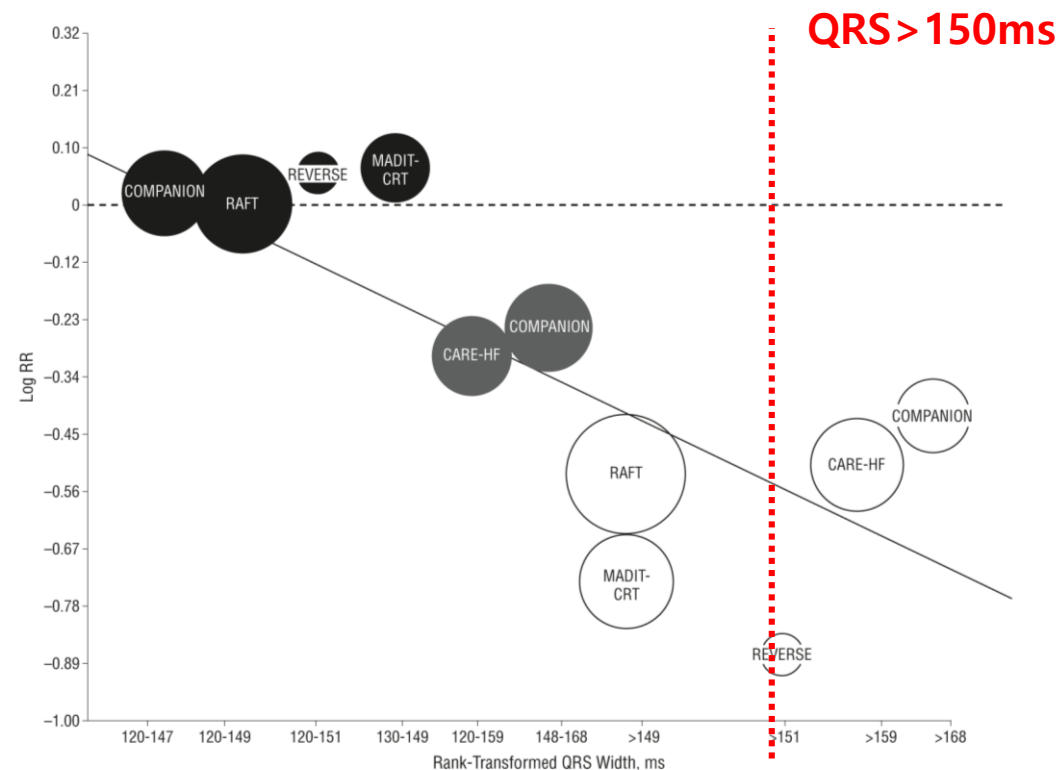 QRS>150ms
0.32
0.21
0.10
0
–0.12
–0.23
–0.34
–0.45
–0.56
–0.67
–0.78
–0.89
–1.00
Log RR
COMPANION
RAFT
REVERSE
MADIT-
CRT
CARE-HF
COMPANION
RAFT
MADIT-
CRT
REVERSE
CARE-HF
COMPANION
120-147
120-149
120-151
130-149
120-159
148-168
>149
>151
>159
>168
Rank-Transformed QRS Width, ms